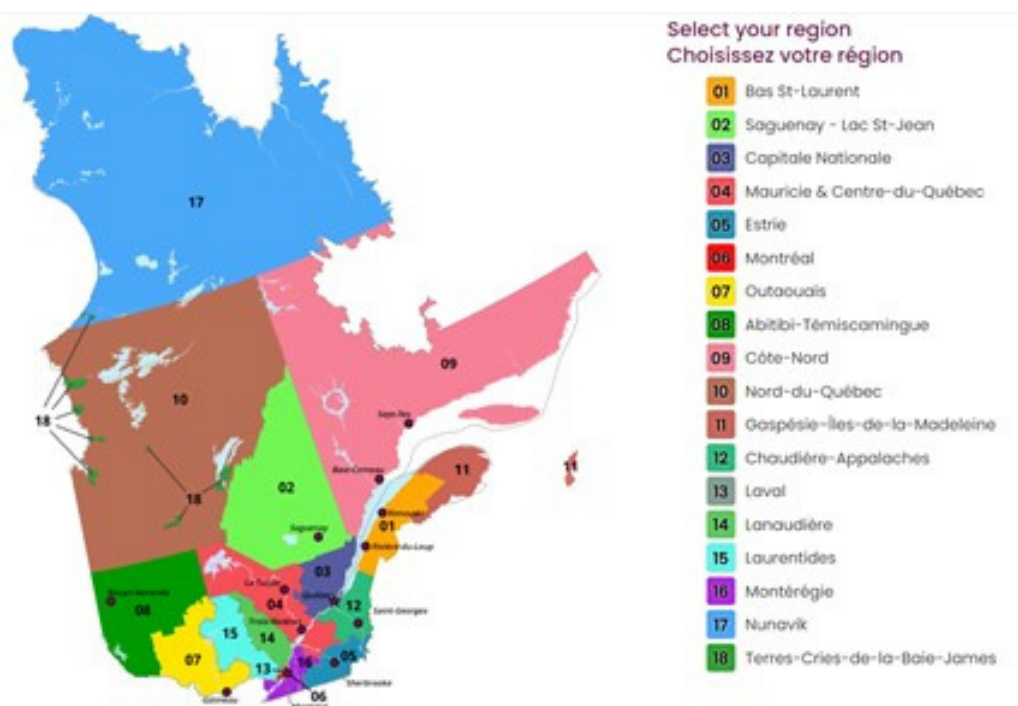 Select your region
Choisissez votre région
01 Bas St-Laurent
02 Saguenay - Lac St-Jean
03 Capitale Nationale
04 Mauricie & Centre-du-Québec
05 Estrie
06 Montréal
07 Outaouais
08 Abitibi-Témiscamingue
09 Côte-Nord
10 Nord-du-Québec
11 Gaspésie-Îles-de-la-Madeleine
12 Chaudière-Appalaches
13 Laval
14 Lanaudière
15 Laurentides
16 Montérégie
17 Nunavik
18 Terres-Cries-de-la-Baie-James
17
09
10
18
Sept-Îles
11
11
Baie-Comeau
02
18
Rimouski
01
Saguenay
Rivière-du-Loup
03
La Tuque
Rouyn-Noranda
08
04
Québec
12
Saint-Georges
Trois-Rivières
15
14
07
13
16
05
Sherbrooke
Gatineau
06